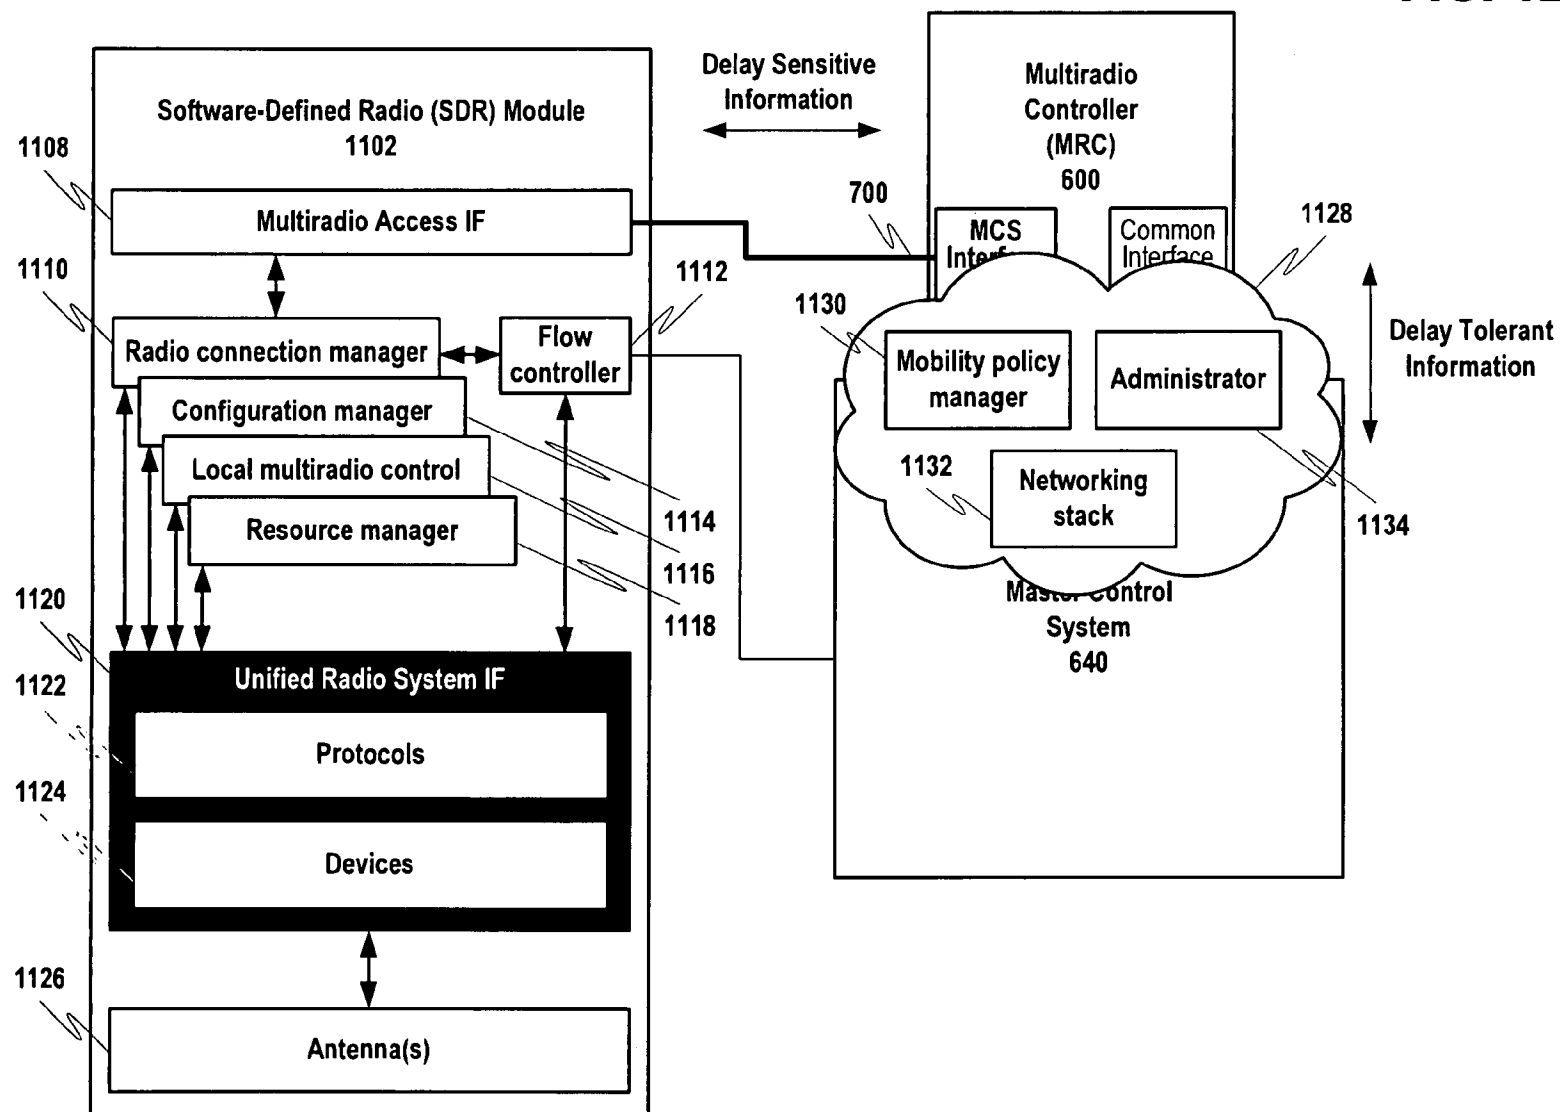 Software-Defined Radio (SDR) Module
1102
1108
Multiradio Access IF
1110
Radio connection manager
1112
Flow
controller
Configuration manager
Local multiradio control
Resource manager
1114
1116
1118
1120
Unified Radio System IF
1122
Protocols
1124
Devices
1126
Antenna(s)
Delay Sensitive
Information
Multiradio
Controller
(MRC)
600
700
MCS
Interface
Common
Interface
1128
1130
Mobility policy
manager
Administrator
Delay Tolerant
Information
1132
Networking
stack
1134
Master Control
System
640